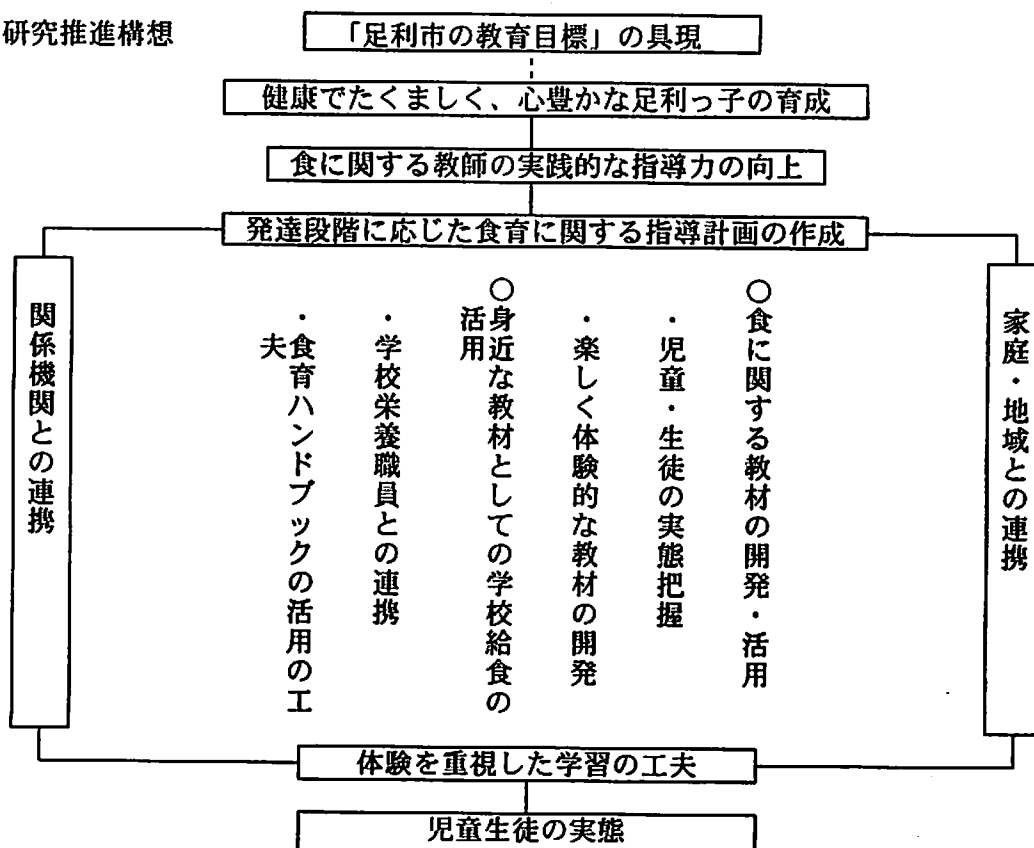 研究推進構想
「足利市の教育目標」の具現
健康でたくましく、心豊かな足利っ子の育成
食に関する教師の実践的な指導力の向上
発達段階に応じた食育に関する指導計画の作成
家庭・地域との連携
○食に関する教材の開発・活用
・児童・生徒の実態把握
・楽しく体験的な教材の開発
○身近な教材としての学校給食の
活用
・学校栄養職員との連携
・食育ハンドブックの活用の工
夫
関係機関との連携
体験を重視した学習の工夫
児童生徒の実態